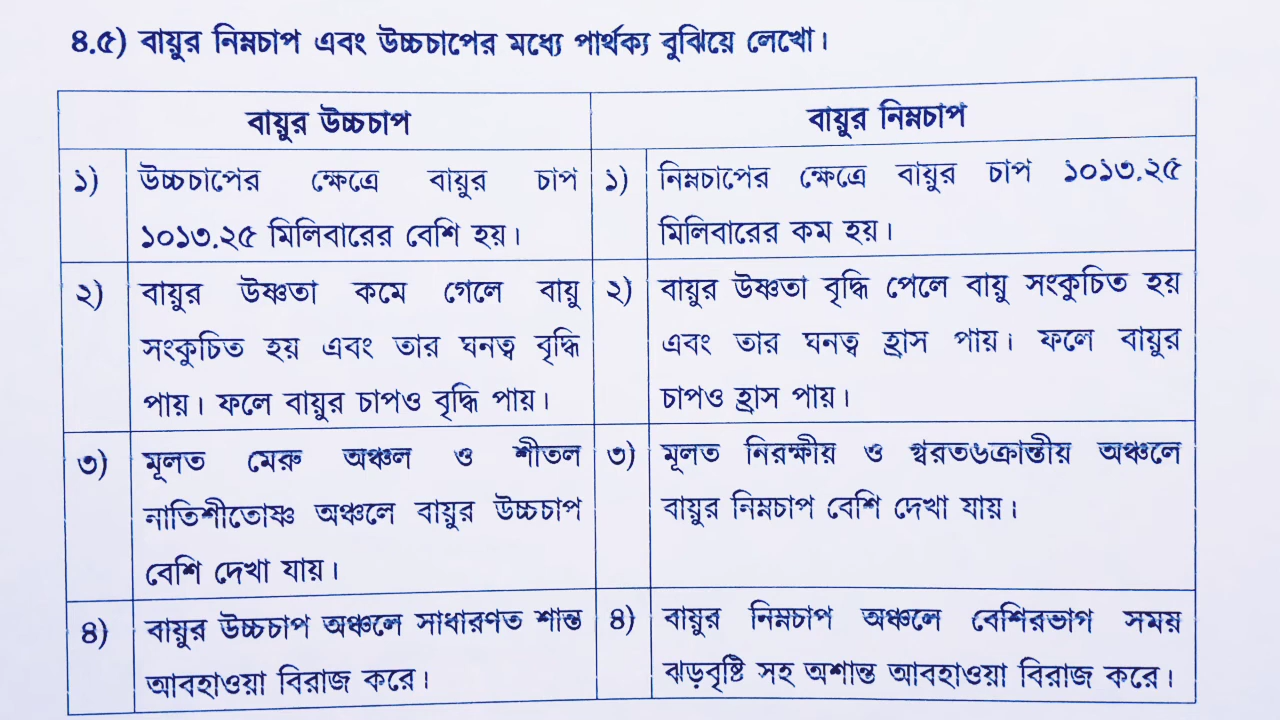 ৪.৫) বায়ুর নিম্নচাপ এবং উচ্চচাপের মধ্যে পার্থক্য বুঝিয়ে লেখো।
বায়ুর উচ্চচাপ
বায়ুর নিম্নচাপ
১)
উচ্চচাপের ক্ষেত্রে বায়ুর চাপ
১০১৩.২৫ মিলিবারের বেশি হয়।
১)
নিম্নচাপের ক্ষেত্রে বায়ুর চাপ ১০১৩.২৫
মিলিবারের কম হয়।
২)
বায়ুর উষ্ণতা কমে গেলে বায়ু
সংকুচিত হয় এবং তার ঘনত্ব বৃদ্ধি
পায়। ফলে বায়ুর চাপও বৃদ্ধি পায়।
২)
বায়ুর উষ্ণতা বৃদ্ধি পেলে বায়ু সংকুচিত হয়
এবং তার ঘনত্ব হ্রাস পায়। ফলে বায়ুর
চাপও হ্রাস পায়।
৩)
মূলত মেরু অঞ্চল ও শীতল
নাতিশীতোষ্ণ অঞ্চলে বায়ুর উচ্চচাপ
বেশি দেখা যায়।
৩)
মূলত নিরক্ষীয় ও অঞ্চলে
বায়ুর নিম্নচাপ বেশি দেখা যায়।
৪)
বায়ুর উচ্চচাপ অঞ্চলে সাধারণত শান্ত
আবহাওয়া বিরাজ করে।
৪)
বায়ুর নিম্নচাপ অঞ্চলে বেশিরভাগ সময়
ঝড়বৃষ্টি সহ অশান্ত আবহাওয়া বিরাজ করে।